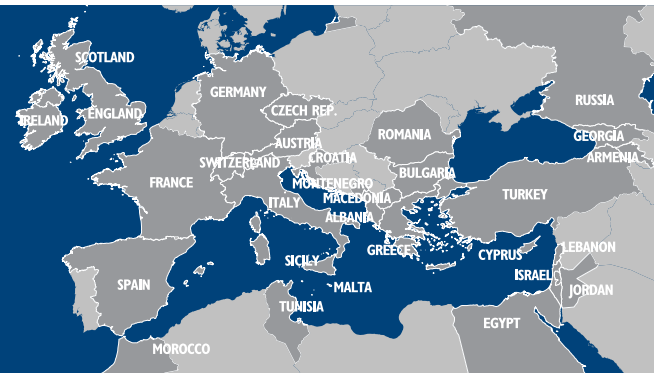 SCOTLAND
GERMANY
RUSSIA
CZECH REP.
ENGLAND
IRELAND
ROMANIA
GEORGIA
AUSTRIA
CROATIA
ARMENIA
SWITZERLAND
BULGARIA
FRANCE
MONTENEGRO
TURKEY
MACEDONIA
ITALY
ALBANIA
GREECE
LEBANON
CYPRUS
SICILY
ISRAEL
SPAIN
MALTA
JORDAN
TUNISIA
EGYPT
MOROCCO